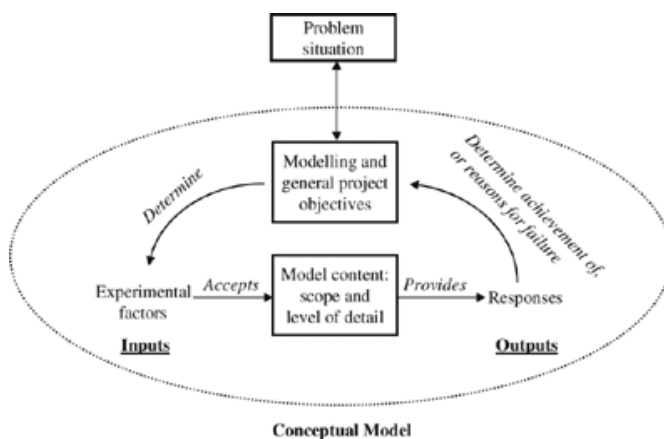 Problem
situation
Modelling and
general project
objectives
Determine
Determine achievement of,
or reasons for failure
Experimental
factors
Accepts
Model content:
scope and
level of detail
Provides
Responses
Inputs
Outputs
Conceptual Model